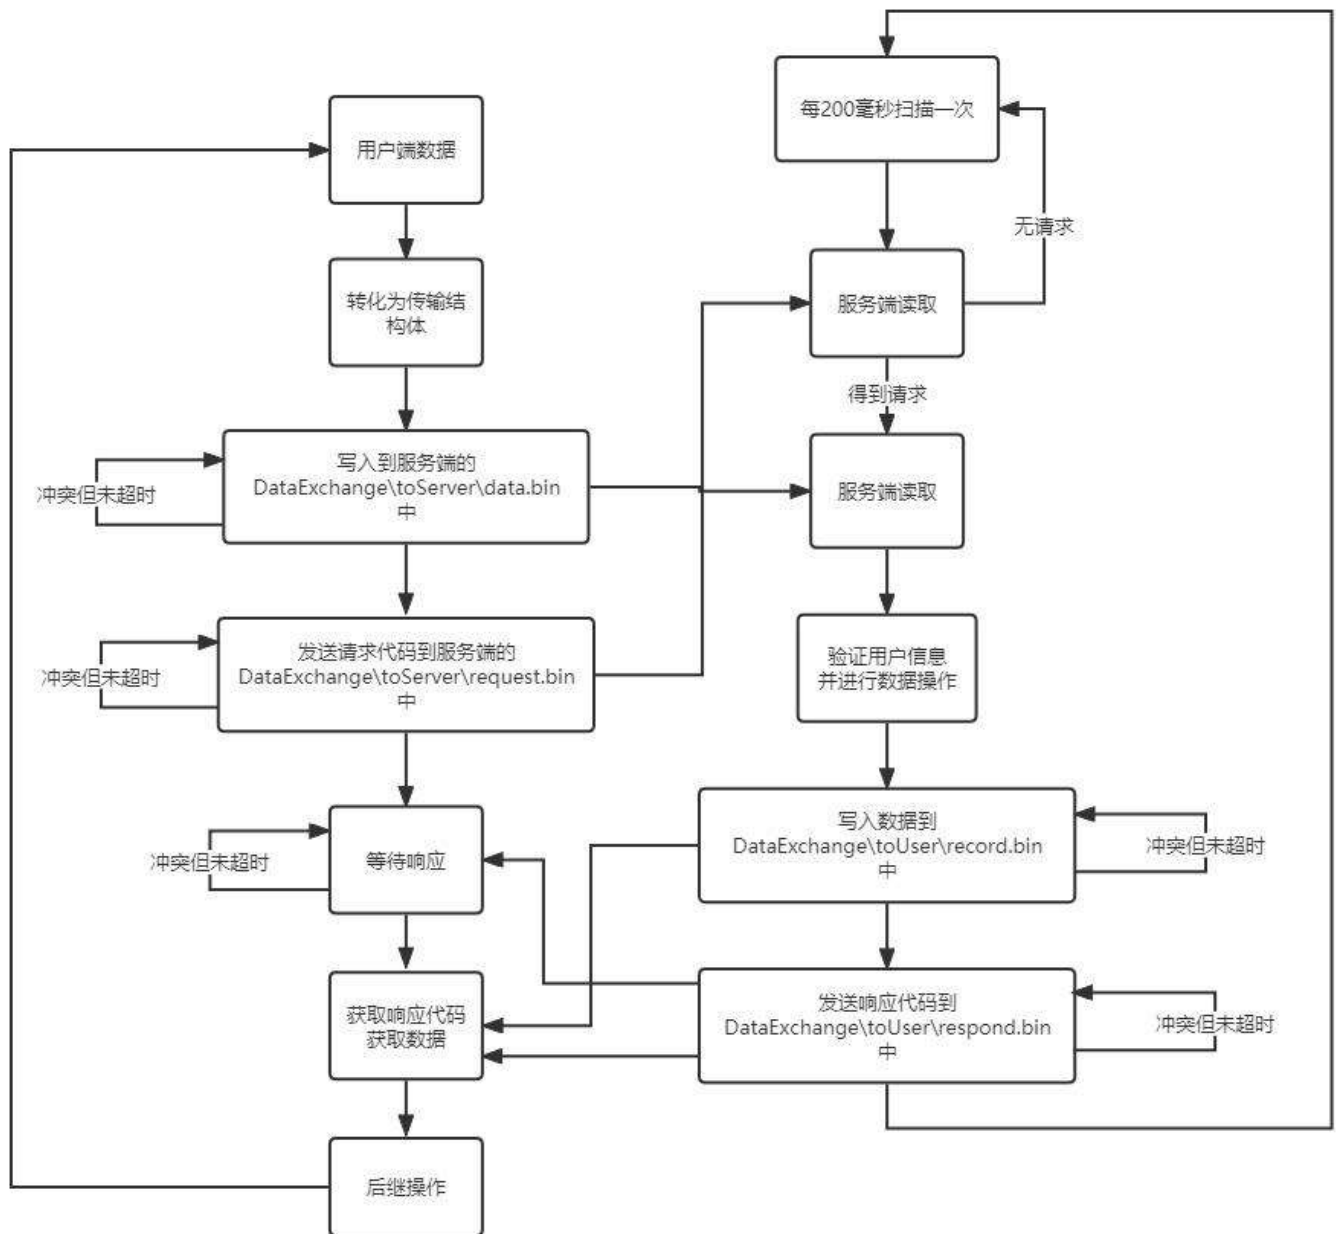 用户端数据
转化为传输结
构体
冲突但未超时
写入到服务端的
DataExchange\toServer\data.bin
中
冲突但未超时
发送请求代码到服务端的
DataExchange\toServer\request.bin
中
冲突但未超时
等待响应
获取响应代码
获取数据
后继操作
每200毫秒扫描一次
无请求
服务端读取
得到请求
服务端读取
验证用户信息
并进行数据操作
写入数据到
DataExchange\toUser\record.bin
中
冲突但未超时
发送响应代码到
DataExchange\toUser\respond.bin
中
冲突但未超时